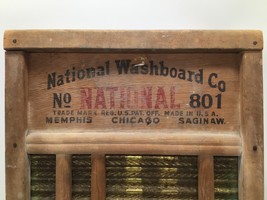 National Washboard Co
No NATIONAL 801
TRADE MARK REG. U.S. PAT. OFF. MADE IN U.S.A.
MEMPHIS CHICAGO SAGINAW.